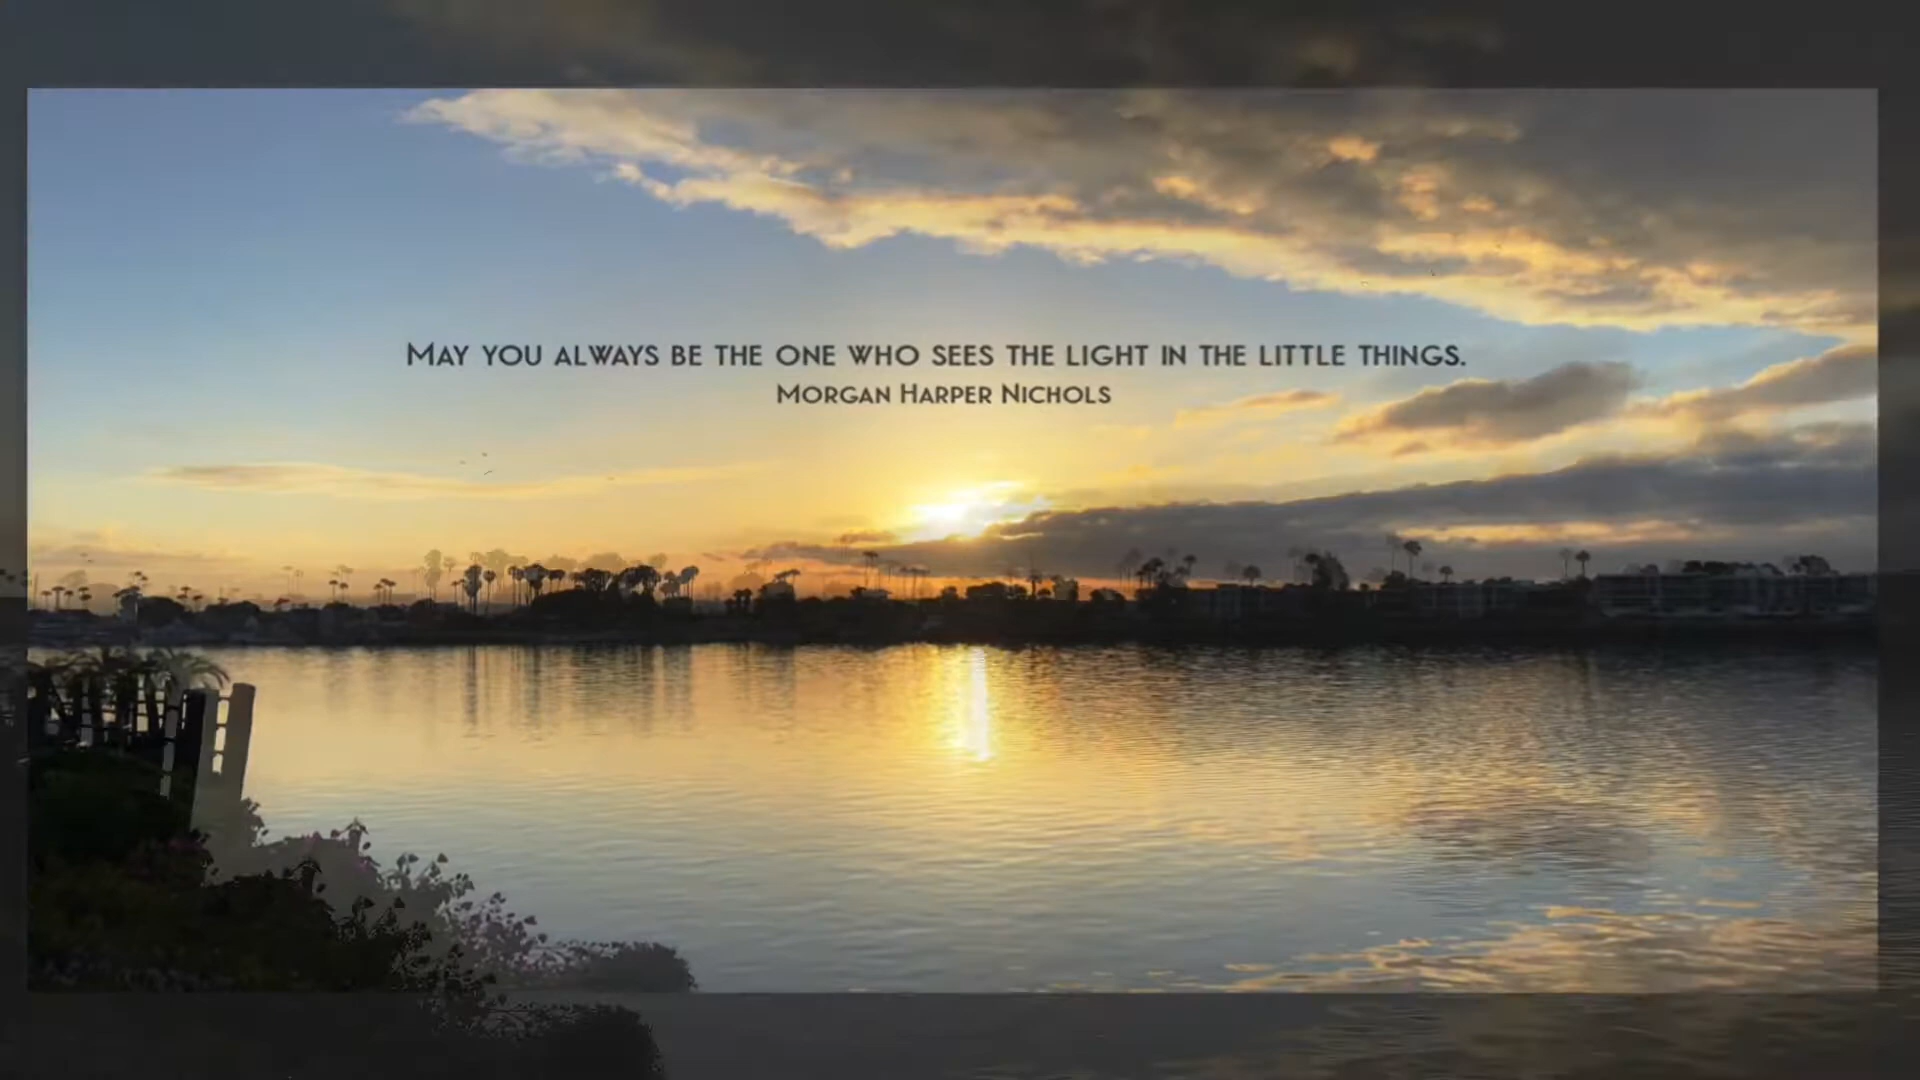 May you always be the one who sees the light in the little things.
Morgan Harper Nichols